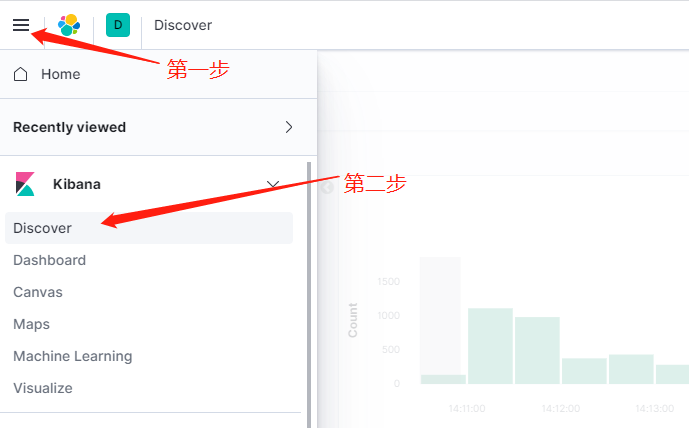 D Discover
第一步
Home
Recently viewed
Kibana
第二步
Discover
Dashboard
Canvas
Maps
Machine Learning
Visualize
Count
1500
1000
500
0
14:11:00 14:12:00 14:13:00